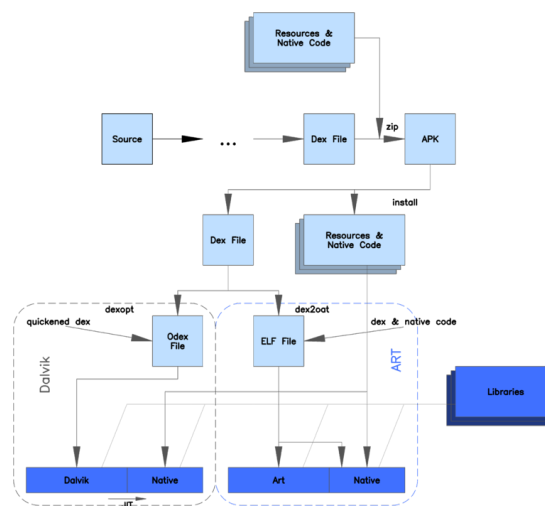 Resources &
Native Code
zip
Source
...
Dex File
APK
install
Dex File
Resources &
Native Code
dexopt
dex2oat
quickened dex
Odex
File
ELF File
dex & native code
Dalvik
ART
Libraries
Dalvik
Native
Art
Native
JIT